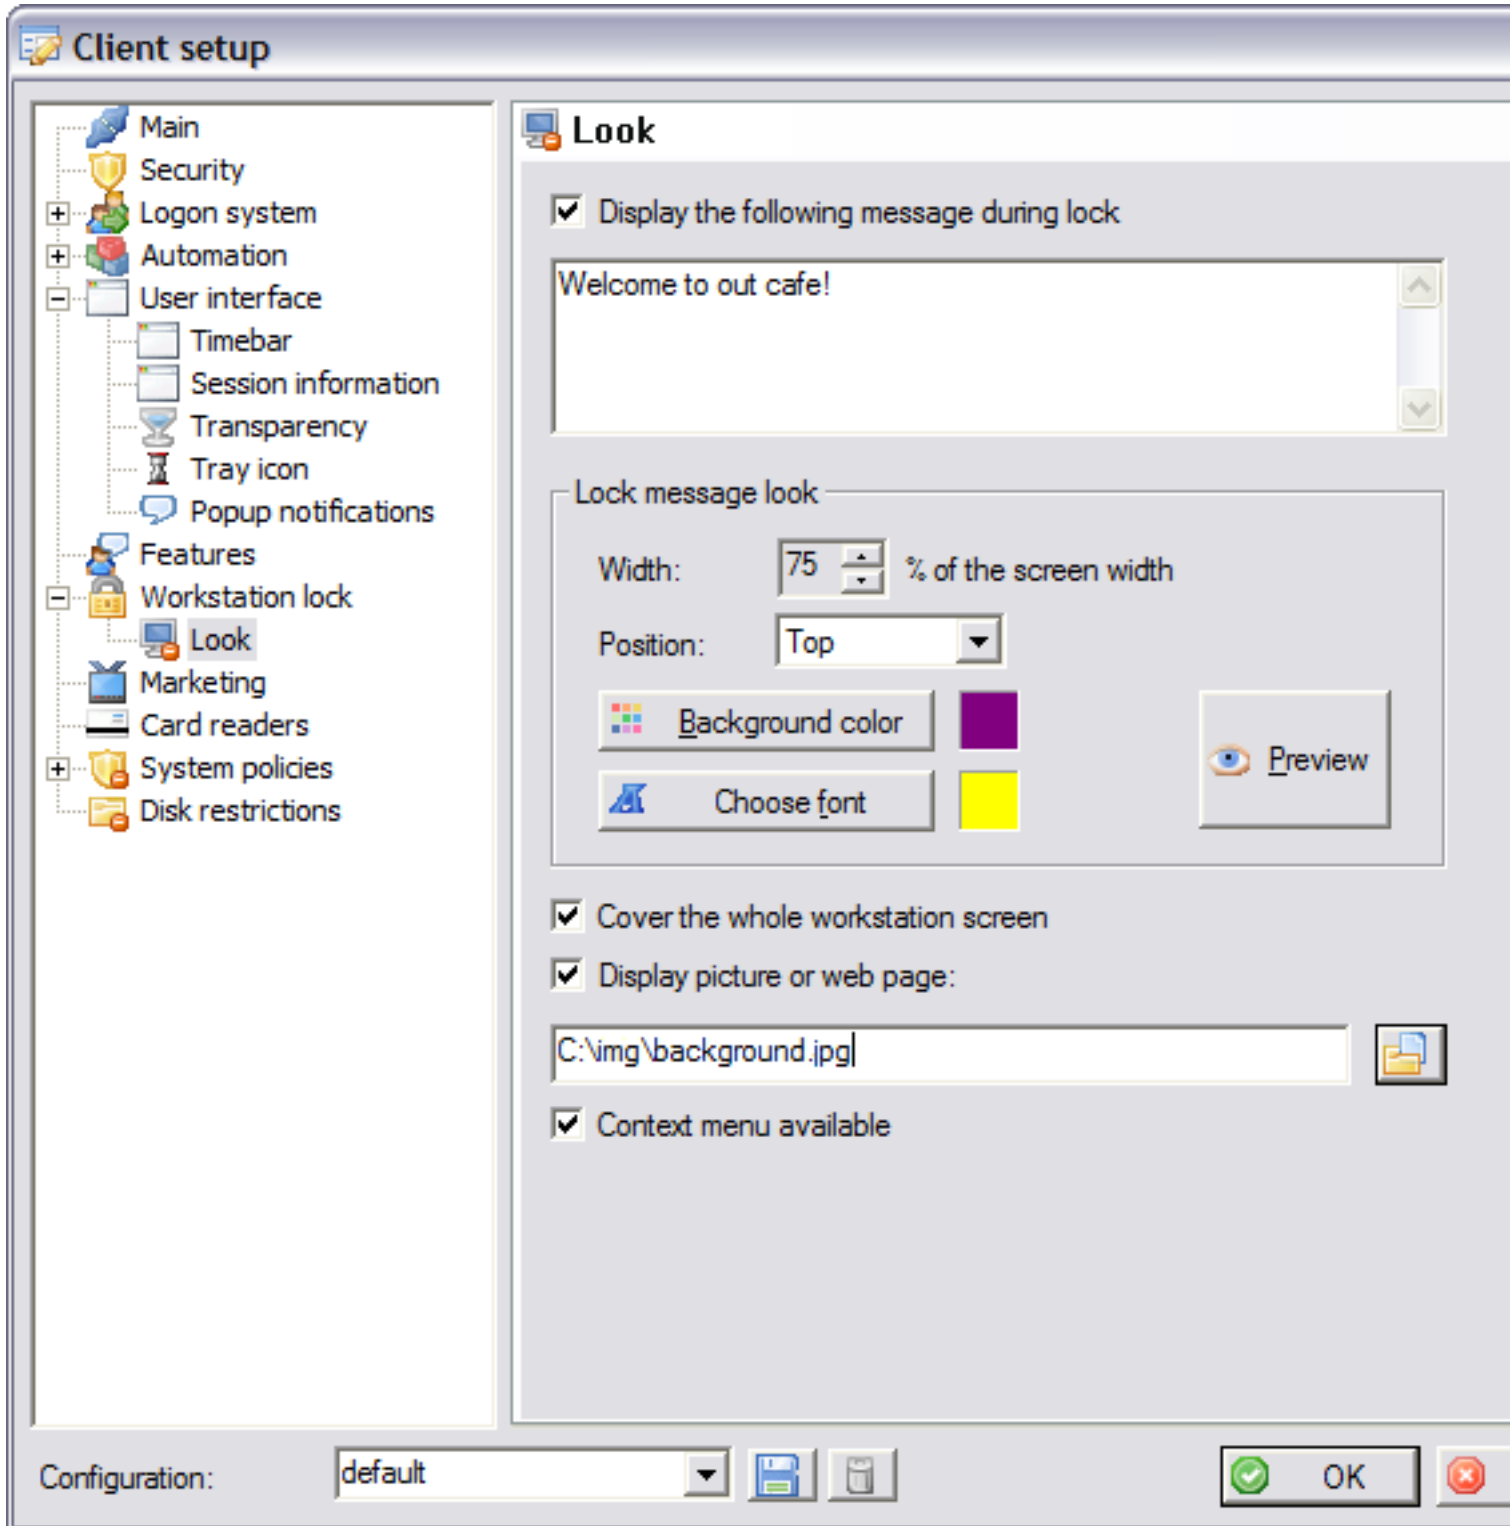 Client setup
Main
Security
Logon system
Automation
User interface
Timebar
Session information
Transparency
Tray icon
Popup notifications
Features
Workstation lock
Look
Marketing
Card readers
System policies
Disk restrictions
Look
Display the following message during lock
Welcome to out cafe!
Lock message look
Width: 75 % of the screen width
Position: Top
Background color
Choose font
Preview
Cover the whole workstation screen
Display picture or web page:
C:\img\background.jpg
Context menu available
Configuration: default
OK